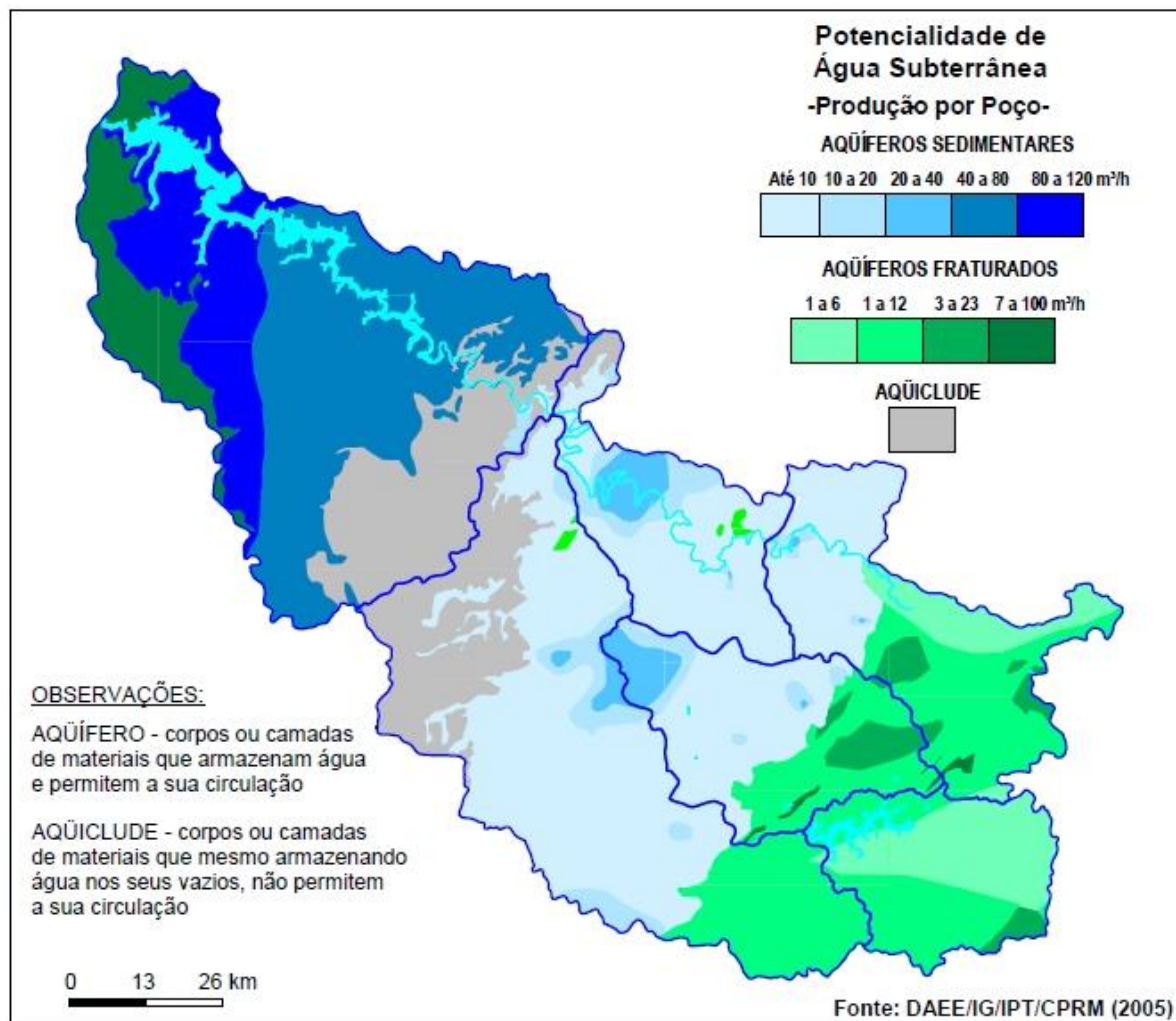 Potencialidade de
Água Subterrânea
-Produção por Poço-
AQÜÍFEROS SEDIMENTARES
Até 10 10 a 20 20 a 40 40 a 80 80 a 120 m³/h
AQÜÍFEROS FRATURADOS
1 a 6 1 a 12 3 a 23 7 a 100 m³/h
AQÜICLUDE
OBSERVAÇÕES:
AQÜÍFERO - corpos ou camadas
de materiais que armazenam água
e permitem a sua circulação
AQÜICLUDE - corpos ou camadas
de materiais que mesmo armazenando
água nos seus vazios, não permitem
a sua circulação
0 13 26 km
Fonte: DAEE/IG/IPT/CPRM (2005)